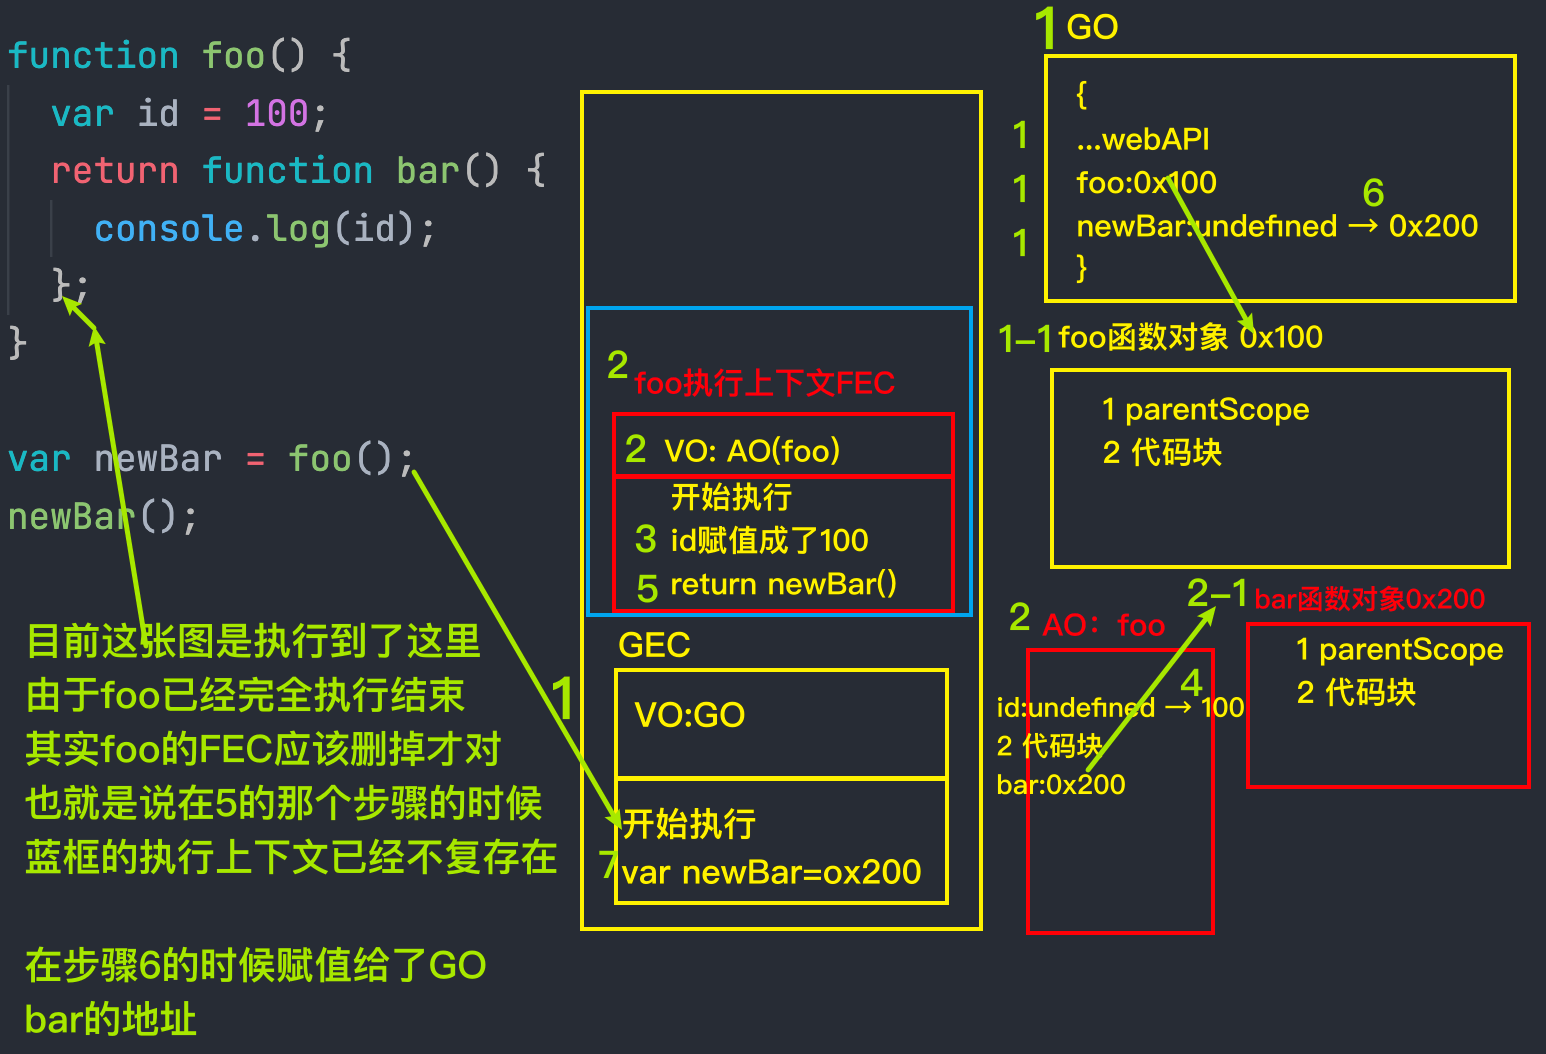 function foo() {
  var id = 100;
  return function bar() {
    console.log(id);
  };
}
var newBar = foo();
newBar();
目前这张图是执行到了这里
由于foo已经完全执行结束
其实foo的FEC应该删掉才对
也就是说在5的那个步骤的时候
蓝框的执行上下文已经不复存在
在步骤6的时候赋值给了GO
bar的地址
2 foo执行上下文FEC
2 VO: AO(foo)
开始执行
3 id赋值成了100
5 return newBar()
GEC
1
VO:GO
开始执行
7 var newBar=ox200
1 GO
{
1 ...webAPI
1 foo:0x100
6
1 newBar:undefined → 0x200
}
1-1 foo函数对象 0x100
1 parentScope
2 代码块
2 AO：foo
4
id:undefined → 100
2 代码块
bar:0x200
2-1 bar函数对象0x200
1 parentScope
2 代码块